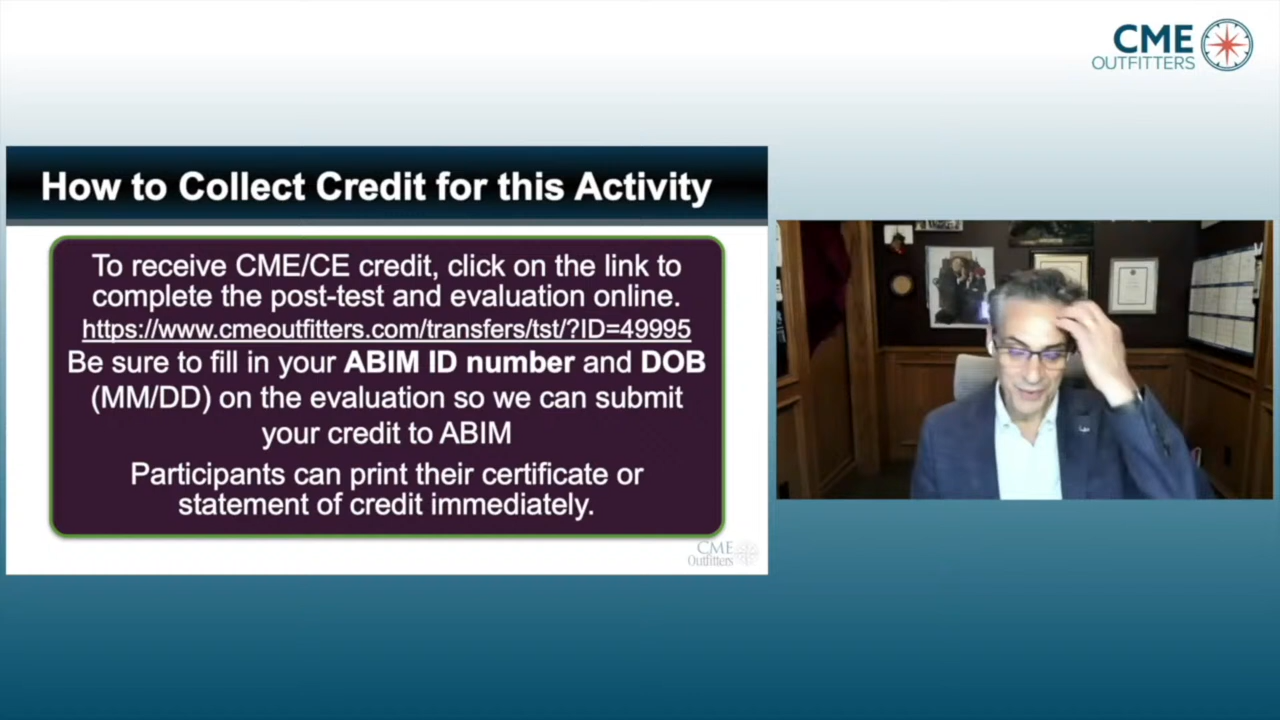 CME
OUTFITTERS
How to Collect Credit for this Activity
To receive CME/CE credit, click on the link to
complete the post-test and evaluation online.
https://www.cmeoutfitters.com/transfers/tst/?ID=49995
Be sure to fill in your ABIM ID number and DOB
(MM/DD) on the evaluation so we can submit
your credit to ABIM
Participants can print their certificate or
statement of credit immediately.
CME
Outfitters